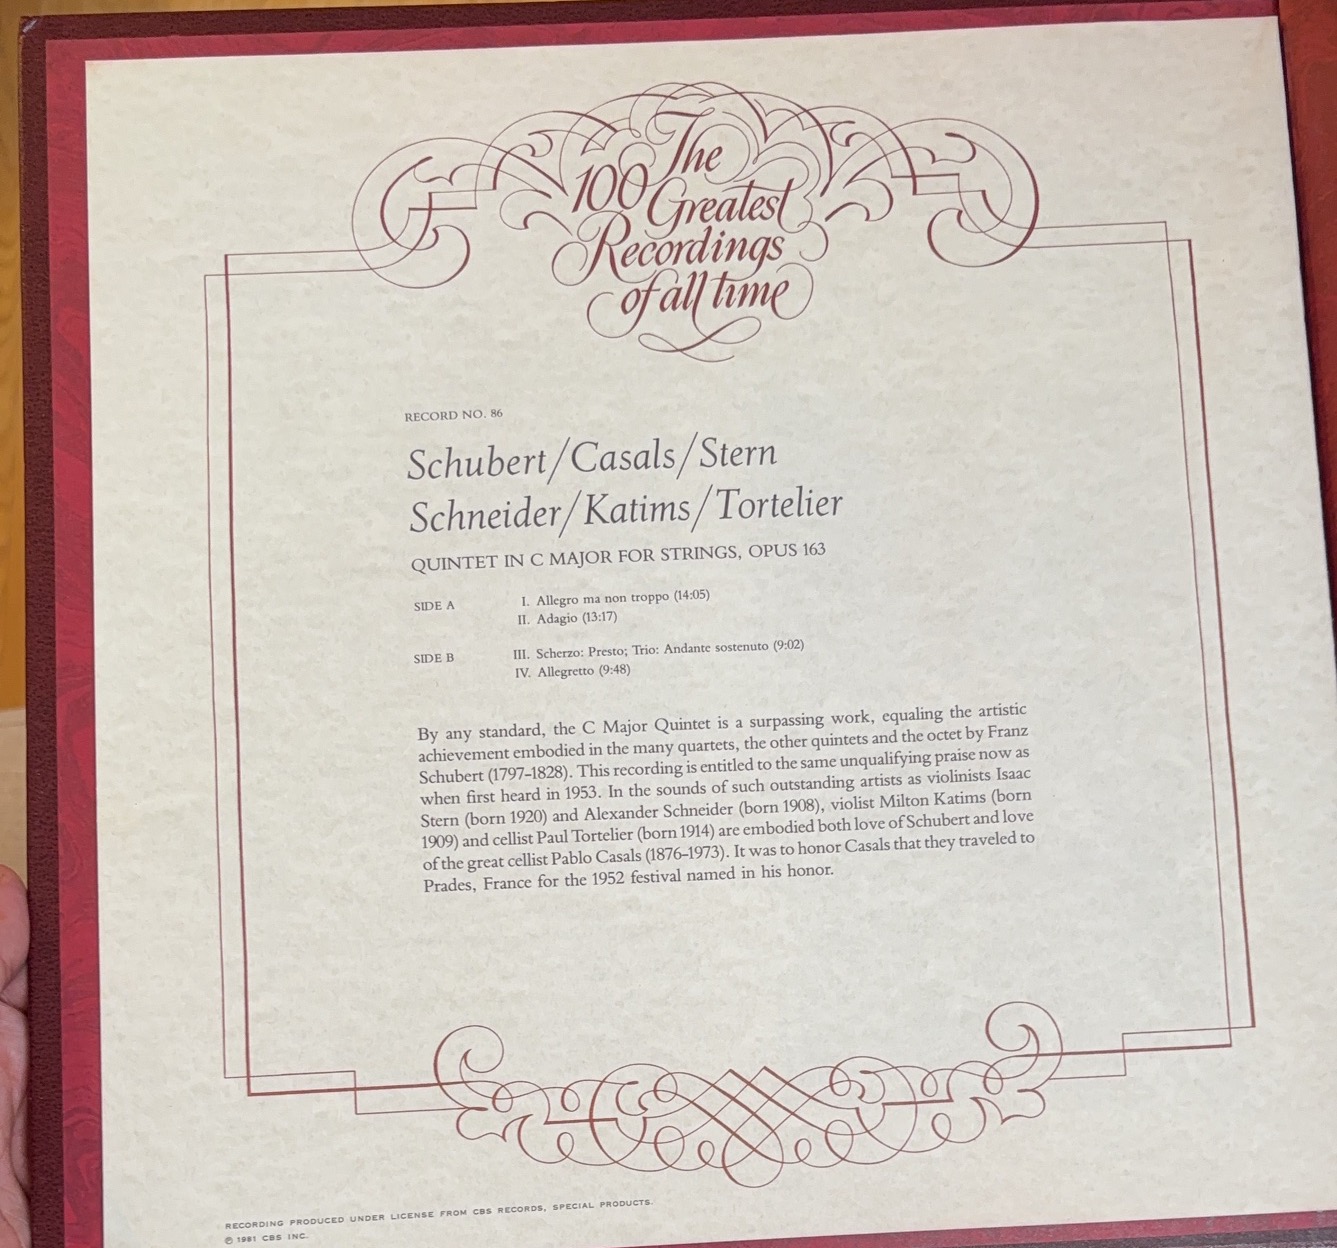 The
100 Greatest
Recordings
of all time
RECORD NO. 86
Schubert/Casals/Stern
Schneider/Katims/Tortelier
QUINTET IN C MAJOR FOR STRINGS, OPUS 163
SIDE A I. Allegro ma non troppo (14:05)
II. Adagio (13:17)
SIDE B III. Scherzo: Presto; Trio: Andante sostenuto (9:02)
IV. Allegretto (9:48)
By any standard, the C Major Quintet is a surpassing work, equaling the artistic
achievement embodied in the many quartets, the other quintets and the octet by Franz
Schubert (1797–1828). This recording is entitled to the same unqualifying praise now as
when first heard in 1953. In the sounds of such outstanding artists as violinists Isaac
Stern (born 1920) and Alexander Schneider (born 1908), violist Milton Katims (born
1909) and cellist Paul Tortelier (born 1914) are embodied both love of Schubert and love
of the great cellist Pablo Casals (1876–1973). It was to honor Casals that they traveled to
Prades, France for the 1952 festival named in his honor.
RECORDING PRODUCED UNDER LICENSE FROM CBS RECORDS, SPECIAL PRODUCTS.
℗ 1981 CBS INC.